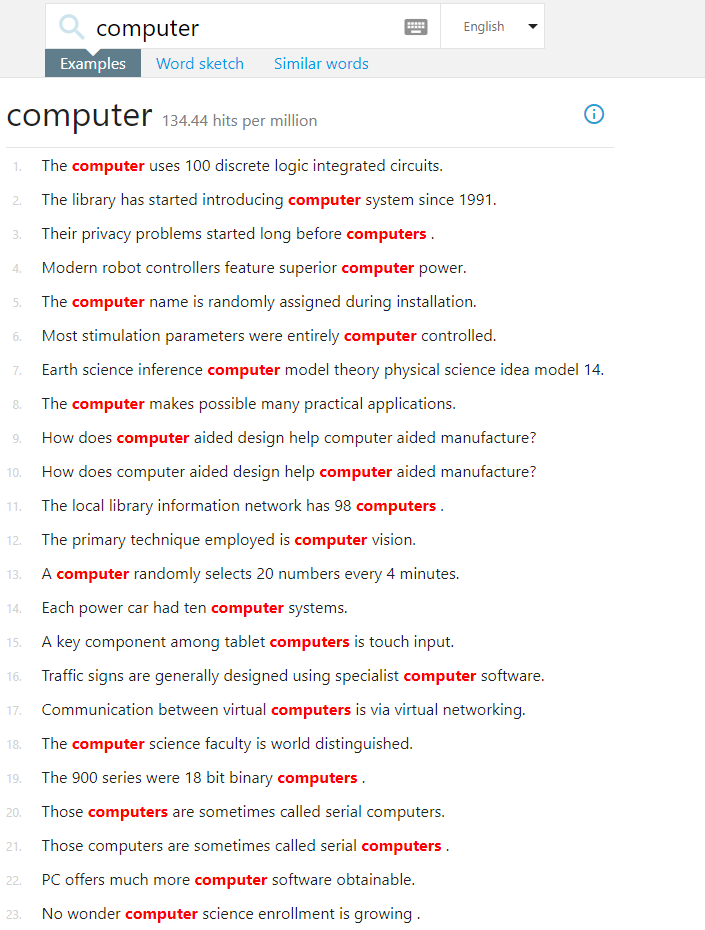 computer
English
Examples Word sketch Similar words
computer 134.44 hits per million
1. The computer uses 100 discrete logic integrated circuits.
2. The library has started introducing computer system since 1991.
3. Their privacy problems started long before computers .
4. Modern robot controllers feature superior computer power.
5. The computer name is randomly assigned during installation.
6. Most stimulation parameters were entirely computer controlled.
7. Earth science inference computer model theory physical science idea model 14.
8. The computer makes possible many practical applications.
9. How does computer aided design help computer aided manufacture?
10. How does computer aided design help computer aided manufacture?
11. The local library information network has 98 computers .
12. The primary technique employed is computer vision.
13. A computer randomly selects 20 numbers every 4 minutes.
14. Each power car had ten computer systems.
15. A key component among tablet computers is touch input.
16. Traffic signs are generally designed using specialist computer software.
17. Communication between virtual computers is via virtual networking.
18. The computer science faculty is world distinguished.
19. The 900 series were 18 bit binary computers .
20. Those computers are sometimes called serial computers.
21. Those computers are sometimes called serial computers .
22. PC offers much more computer software obtainable.
23. No wonder computer science enrollment is growing .